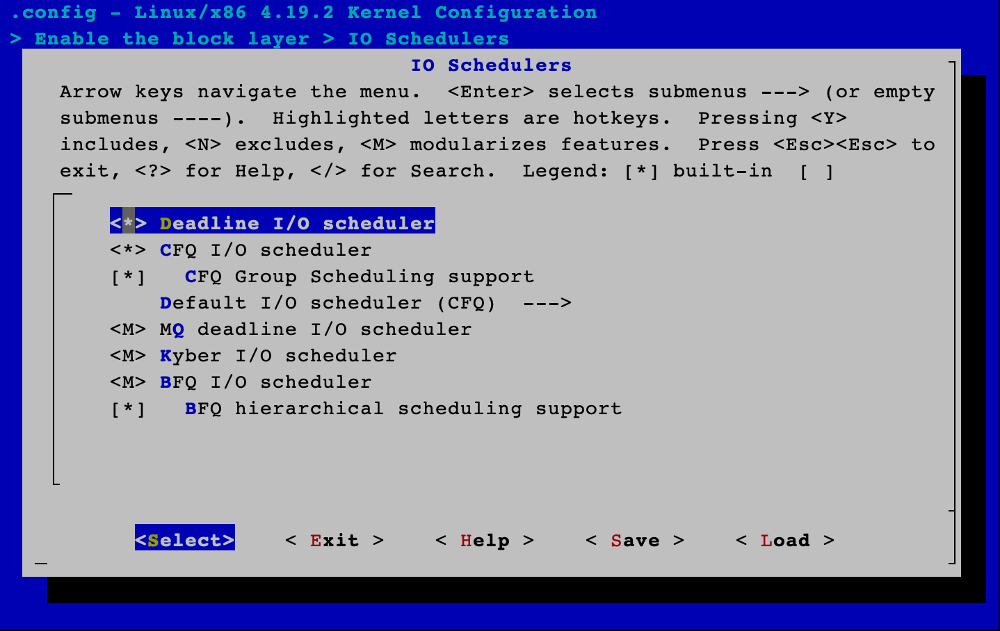 .config - Linux/x86 4.19.2 Kernel Configuration
> Enable the block layer > IO Schedulers
IO Schedulers
Arrow keys navigate the menu.  <Enter> selects submenus ---> (or empty
submenus ----).  Highlighted letters are hotkeys.  Pressing <Y>
includes, <N> excludes, <M> modularizes features.  Press <Esc><Esc> to
exit, <?> for Help, </> for Search.  Legend: [*] built-in  [ ]
<*> Deadline I/O scheduler
<*> CFQ I/O scheduler
[*]   CFQ Group Scheduling support
    Default I/O scheduler (CFQ)  --->
<M> MQ deadline I/O scheduler
<M> Kyber I/O scheduler
<M> BFQ I/O scheduler
[*]   BFQ hierarchical scheduling support
<Select>    < Exit >    < Help >    < Save >    < Load >